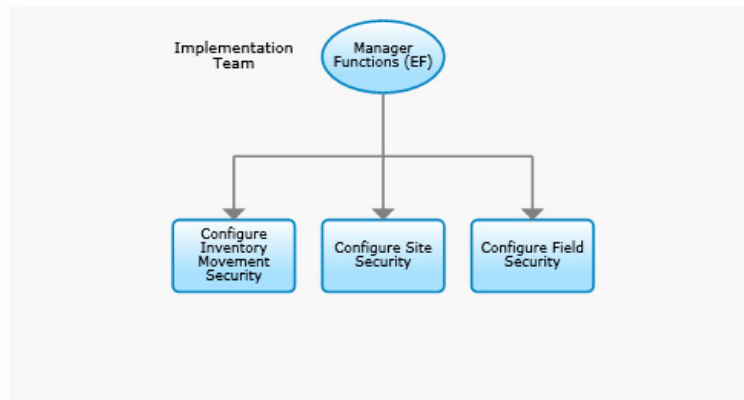 Implementation
Team
Manager
Functions (EF)
Configure
Inventory
Movement
Security
Configure Site
Security
Configure Field
Security